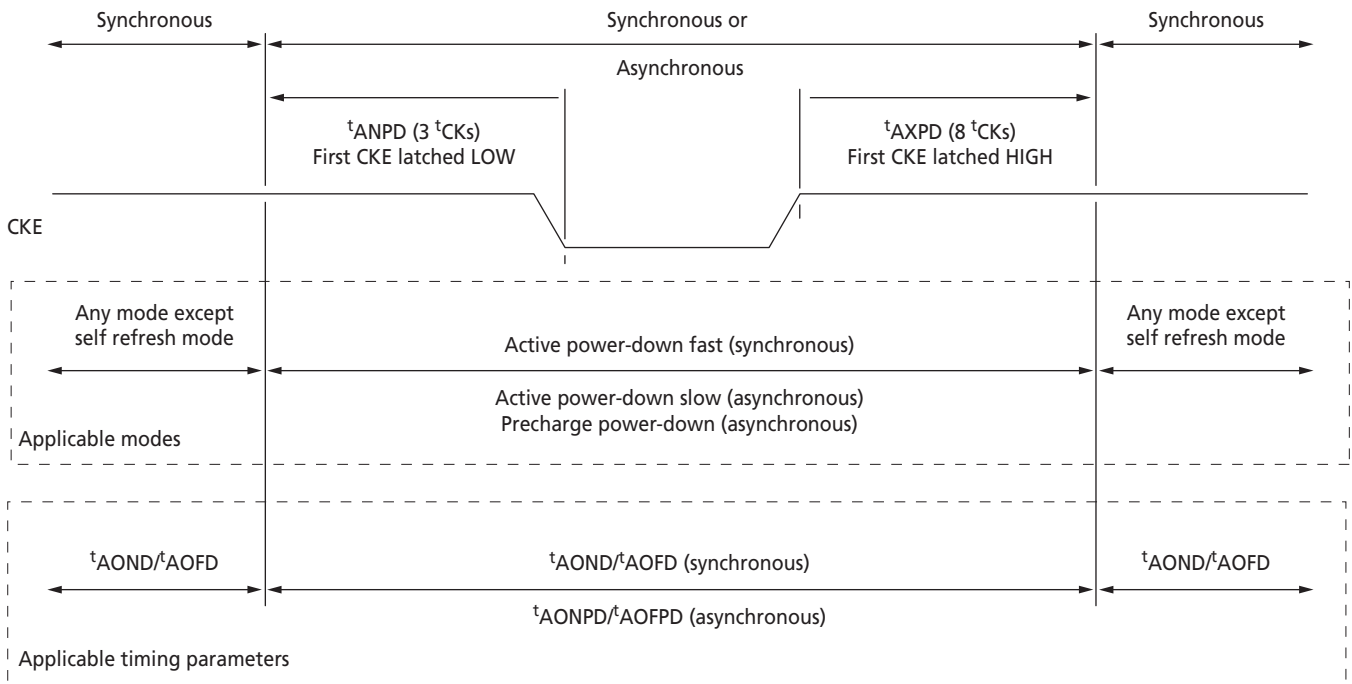 Synchronous
Synchronous or
Asynchronous
Synchronous
tANPD (3 tCKs)
First CKE latched LOW
tAXPD (8 tCKs)
First CKE latched HIGH
CKE
Any mode except
self refresh mode
Active power-down fast (synchronous)
Active power-down slow (asynchronous)
Precharge power-down (asynchronous)
Any mode except
self refresh mode
Applicable modes
tAOND/tAOFD
tAOND/tAOFD (synchronous)
tAONPD/tAOFPD (asynchronous)
tAOND/tAOFD
Applicable timing parameters